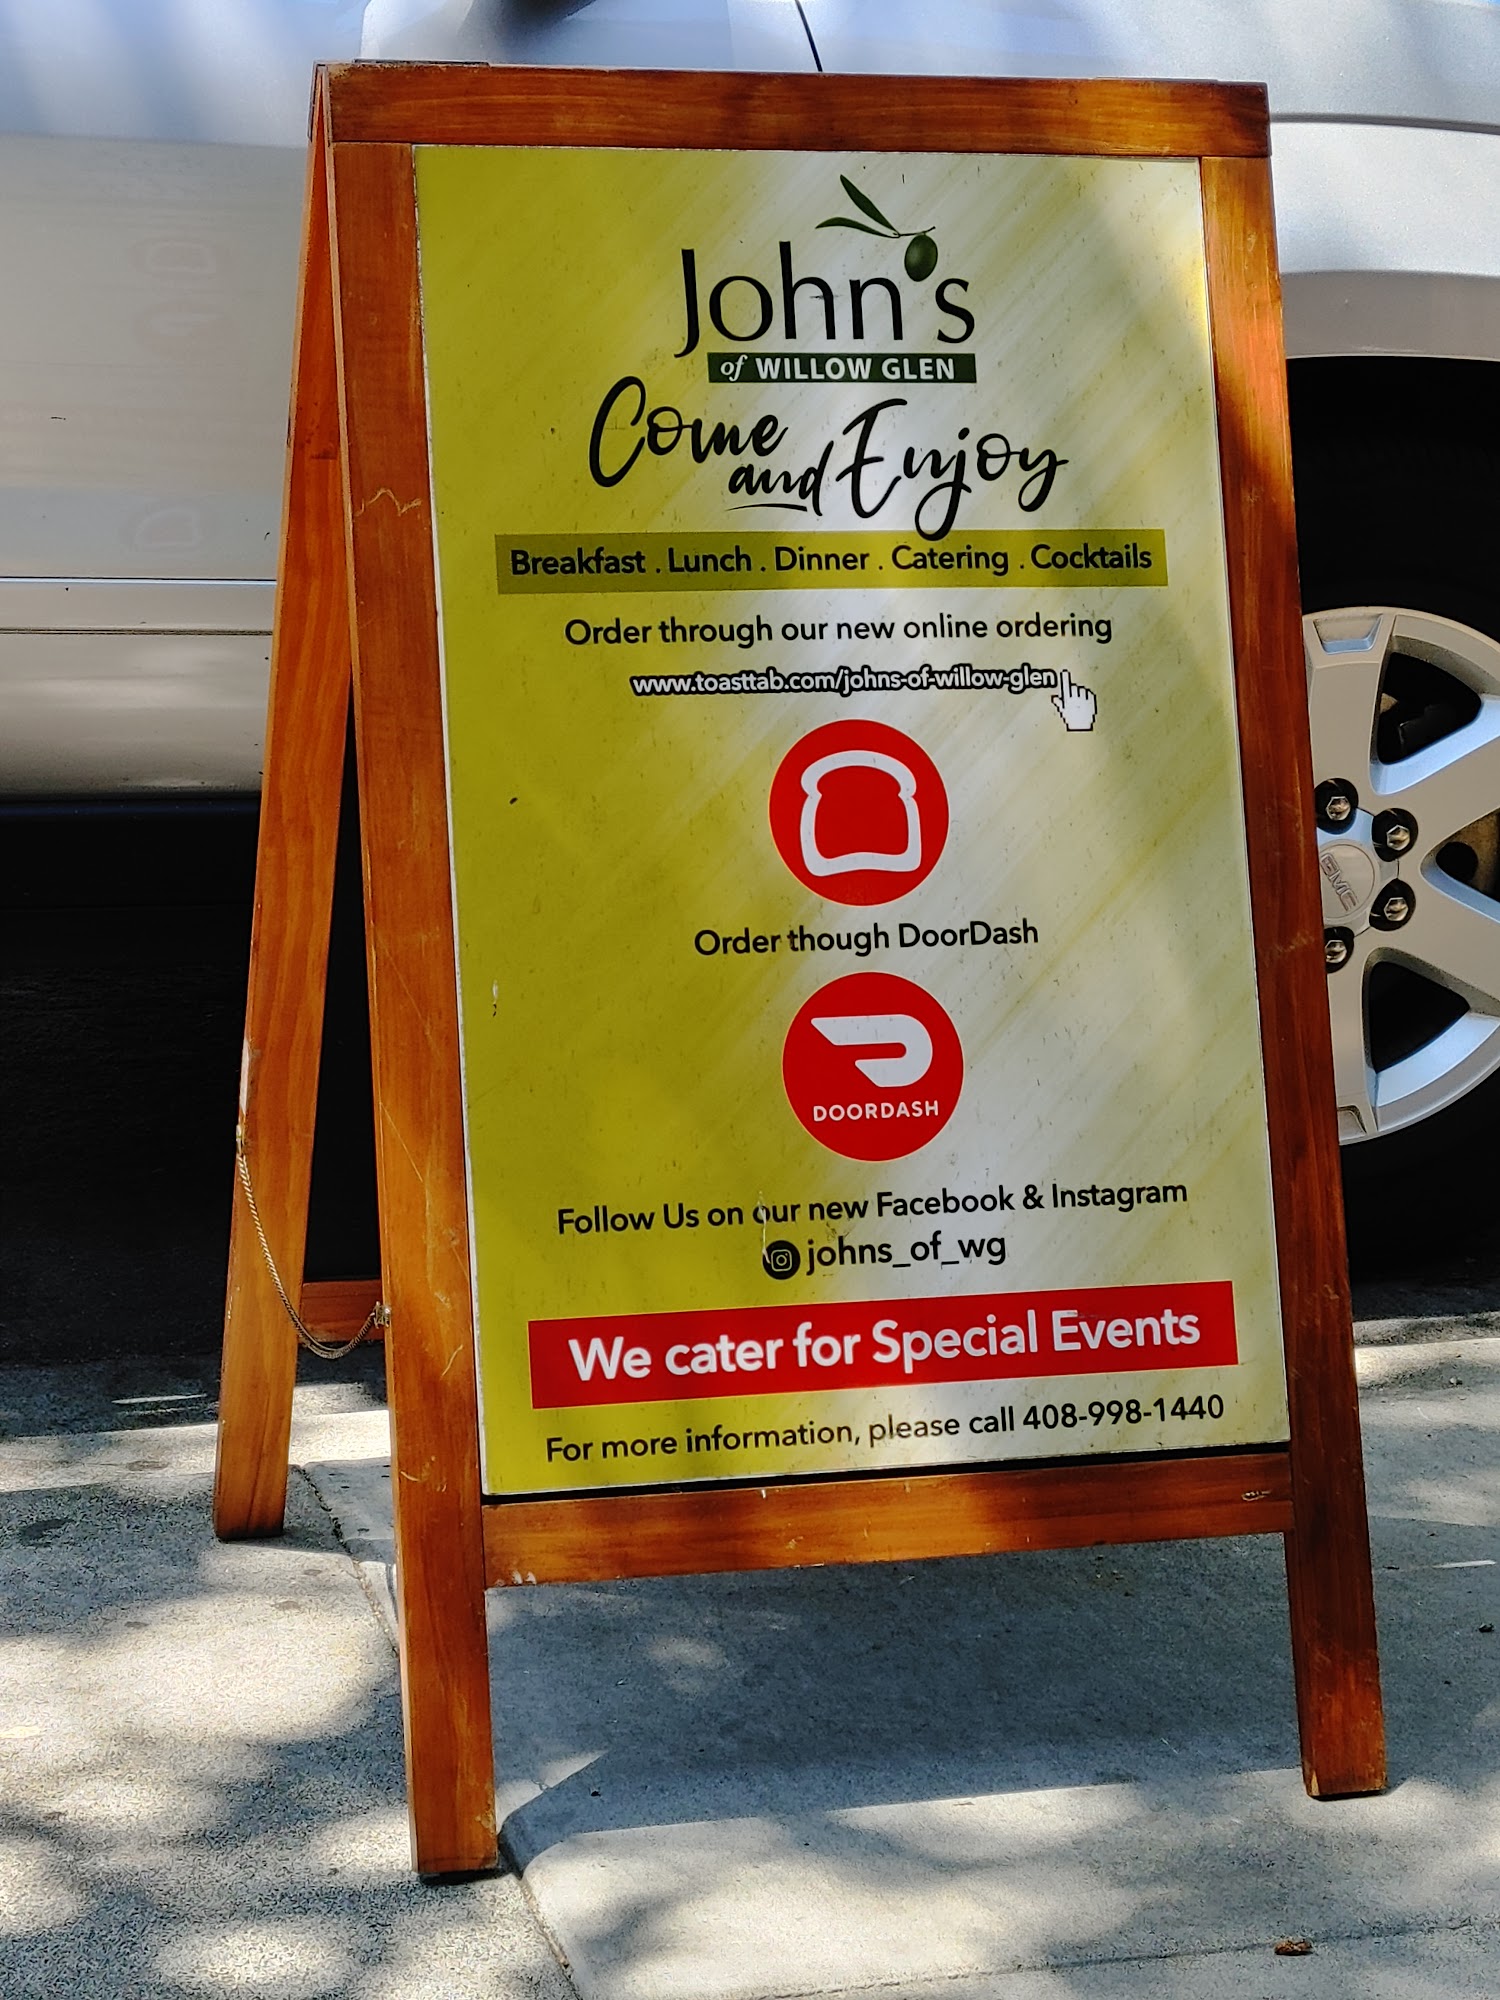 John's
of WILLOW GLEN
Come
and Enjoy
Breakfast . Lunch . Dinner . Catering . Cocktails
Order through our new online ordering
www.toasttab.com/johns-of-willow-glen
Order though DoorDash
DOORDASH
Follow Us on our new Facebook & Instagram
johns_of_wg
We cater for Special Events
For more information, please call 408-998-1440
GMC